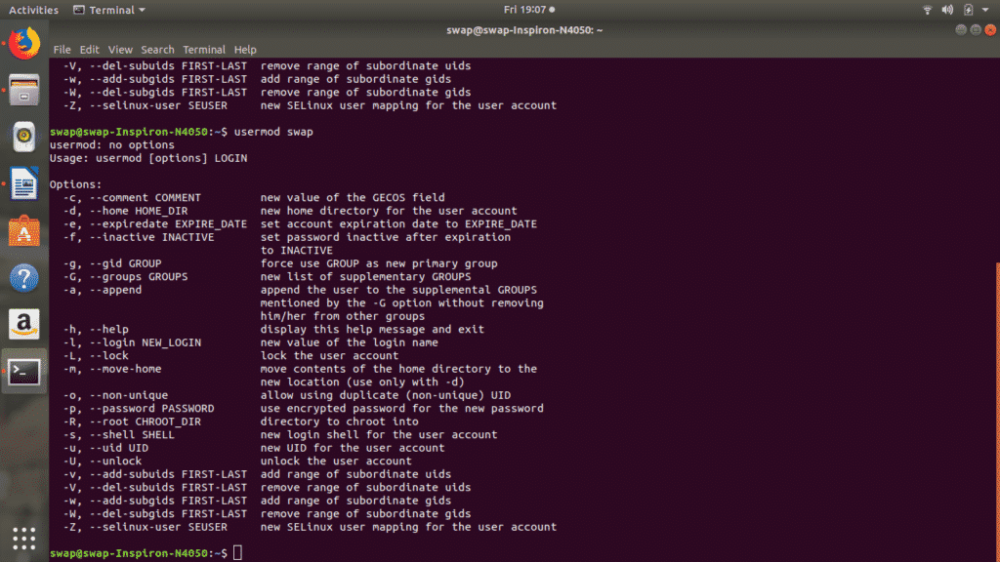 Activities Terminal Fri 19:07
swap@swap-Inspiron-N4050: ~
File Edit View Search Terminal Help
-V, --del-subuids FIRST-LAST remove range of subordinate uids
-w, --add-subgids FIRST-LAST add range of subordinate gids
-W, --del-subgids FIRST-LAST remove range of subordinate gids
-Z, --selinux-user SEUSER new SELinux user mapping for the user account
swap@swap-Inspiron-N4050:~$ usermod swap
usermod: no options
Usage: usermod [options] LOGIN
Options:
-c, --comment COMMENT new value of the GECOS field
-d, --home HOME_DIR new home directory for the user account
-e, --expiredate EXPIRE_DATE set account expiration date to EXPIRE_DATE
-f, --inactive INACTIVE set password inactive after expiration
to INACTIVE
-g, --gid GROUP force use GROUP as new primary group
-G, --groups GROUPS new list of supplementary GROUPS
-a, --append append the user to the supplemental GROUPS
mentioned by the -G option without removing
him/her from other groups
-h, --help display this help message and exit
-l, --login NEW_LOGIN new value of the login name
-L, --lock lock the user account
-m, --move-home move contents of the home directory to the
new location (use only with -d)
-o, --non-unique allow using duplicate (non-unique) UID
-p, --password PASSWORD use encrypted password for the new password
-R, --root CHROOT_DIR directory to chroot into
-s, --shell SHELL new login shell for the user account
-u, --uid UID new UID for the user account
-U, --unlock unlock the user account
-v, --add-subuids FIRST-LAST add range of subordinate uids
-V, --del-subuids FIRST-LAST remove range of subordinate uids
-w, --add-subgids FIRST-LAST add range of subordinate gids
-W, --del-subgids FIRST-LAST remove range of subordinate gids
-Z, --selinux-user SEUSER new SELinux user mapping for the user account
swap@swap-Inspiron-N4050:~$